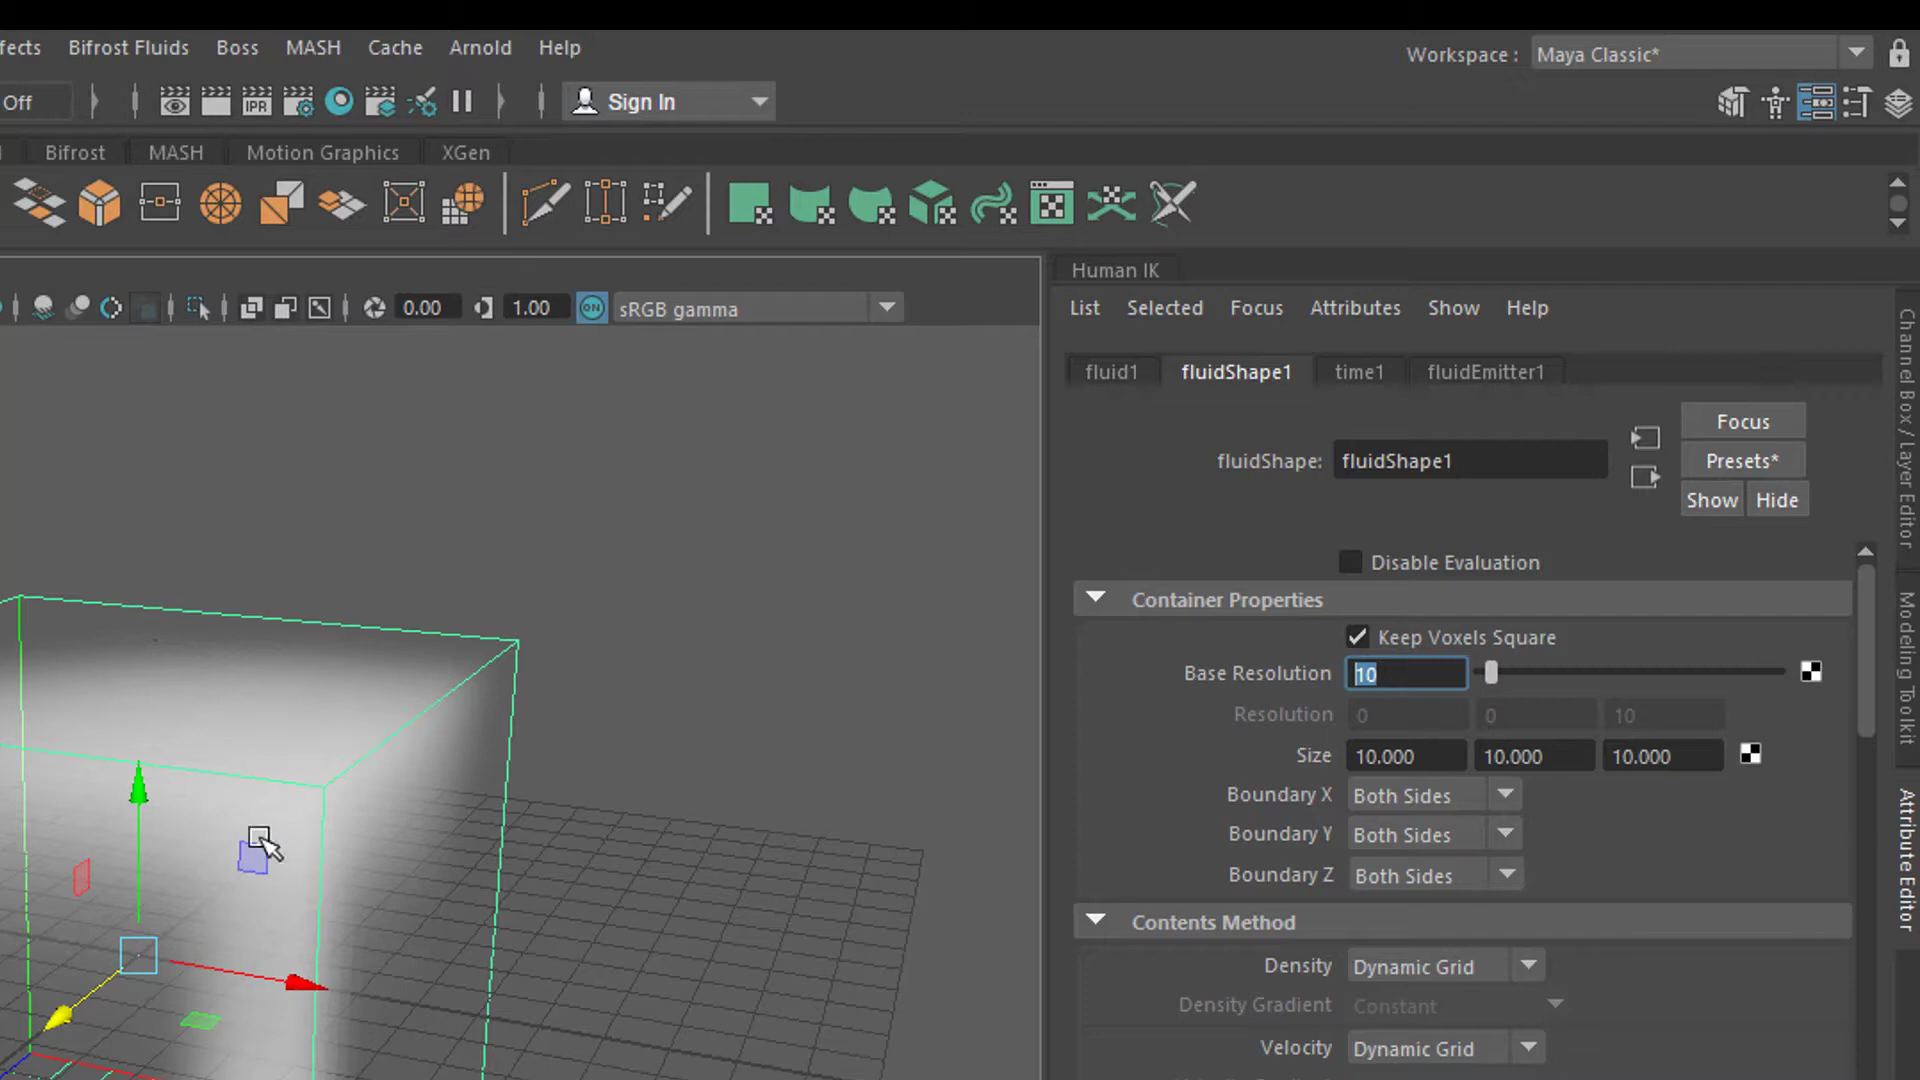 fects Bifrost Fluids Boss MASH Cache Arnold Help
Workspace : Maya Classic*
Off IPR Sign In
Bifrost MASH Motion Graphics XGen
Human IK
0.00 1.00 ON sRGB gamma
List Selected Focus Attributes Show Help
fluid1 fluidShape1 time1 fluidEmitter1
Focus
fluidShape: fluidShape1
Presets*
Show Hide
Disable Evaluation
Container Properties
Keep Voxels Square
Base Resolution 10
Resolution 0 0 10
Size 10.000 10.000 10.000
Boundary X Both Sides
Boundary Y Both Sides
Boundary Z Both Sides
Contents Method
Density Dynamic Grid
Density Gradient Constant
Velocity Dynamic Grid
Channel Box / Layer Editor
Modeling Toolkit
Attribute Editor